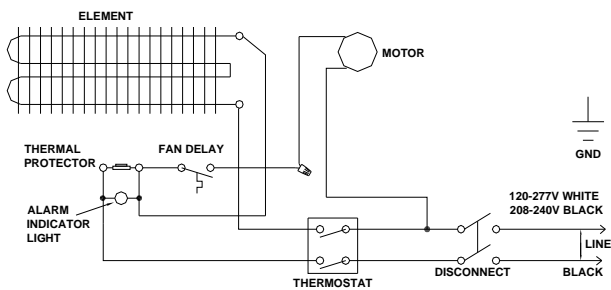 ELEMENT
MOTOR
GND
THERMAL
PROTECTOR
FAN DELAY
ALARM
INDICATOR
LIGHT
120-277V WHITE
208-240V BLACK
LINE
THERMOSTAT
DISCONNECT
BLACK